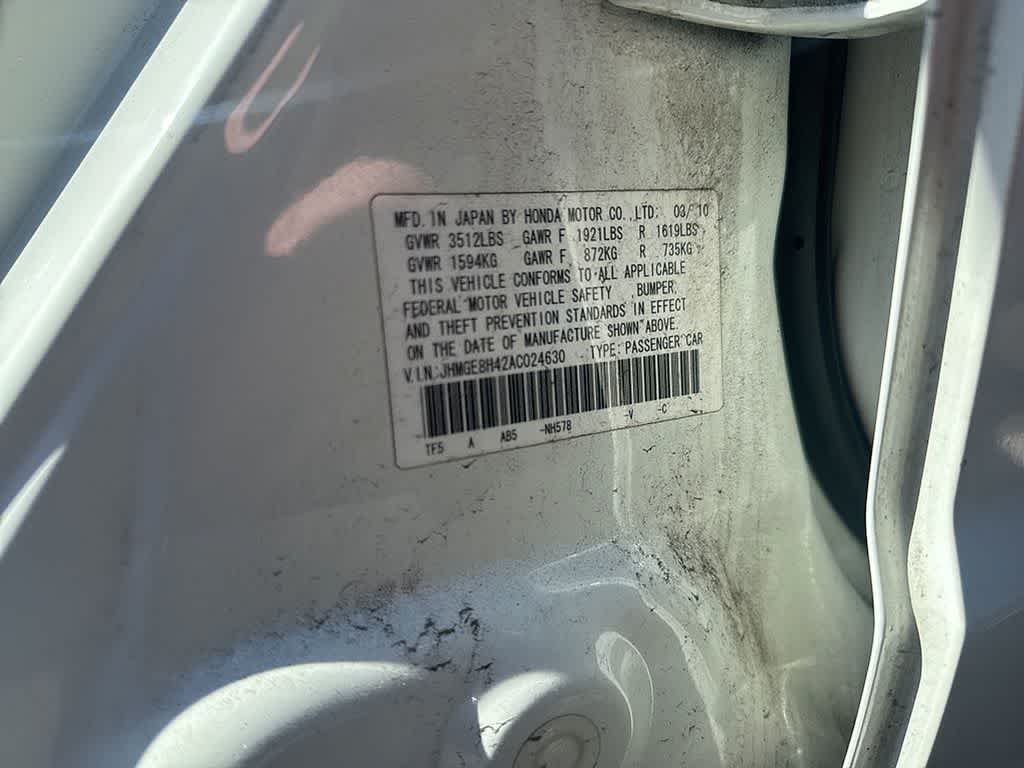 MFD. IN JAPAN BY HONDA MOTOR CO.,LTD. 03/10
GVWR 3512LBS GAWR F 1921LBS R 1619LBS
GVWR 1594KG GAWR F 872KG R 735KG
THIS VEHICLE CONFORMS TO ALL APPLICABLE
FEDERAL MOTOR VEHICLE SAFETY, BUMPER,
AND THEFT PREVENTION STANDARDS IN EFFECT
ON THE DATE OF MANUFACTURE SHOWN ABOVE.
V.I.N:JHMGE8H42AC024630 TYPE:PASSENGER CAR
TF5 A AB5 -NH578 -V -C